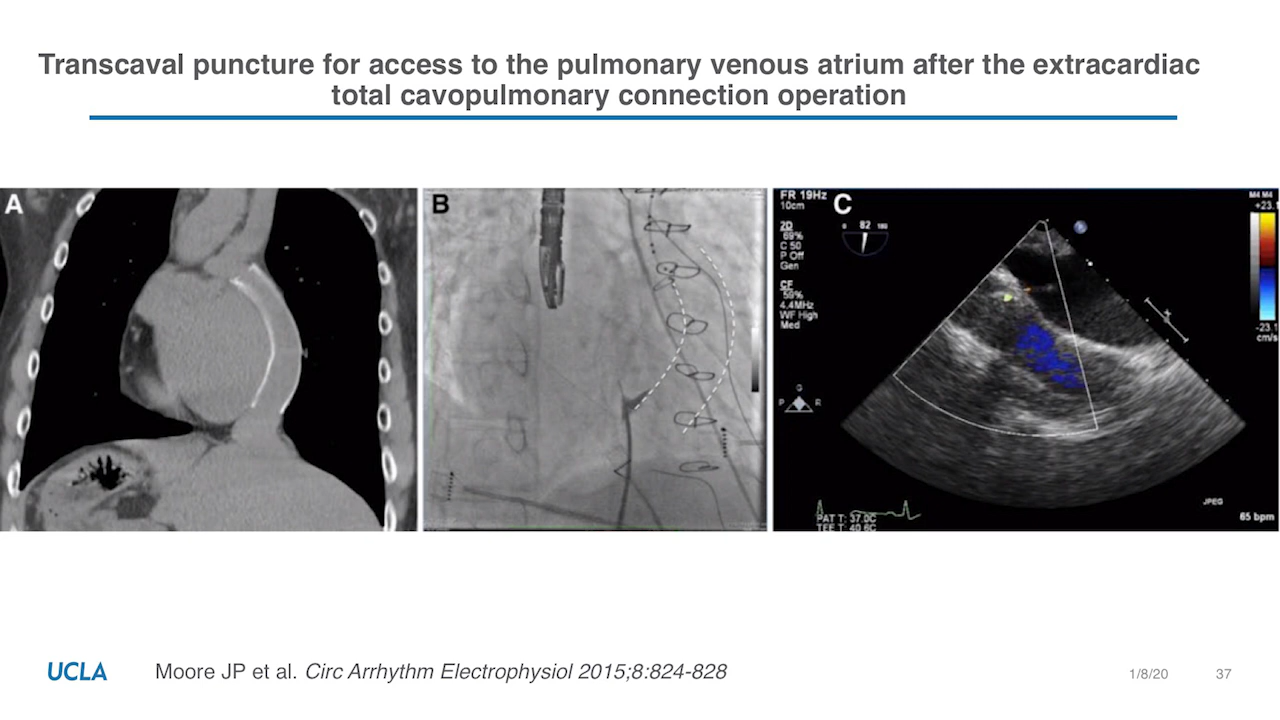 Transcaval puncture for access to the pulmonary venous atrium after the extracardiac
total cavopulmonary connection operation
A
B
C
FR 19Hz
10cm
2D
69%
C 50
P Off
Gen
CF
59%
4.4MHz
WF High
Med
0 82 180
M4 M4
+23.1
-23.1
cm/s
G
P R
PAT T: 37.0C
TEE T: 40.6C
JPEG
65 bpm
UCLA
Moore JP et al. Circ Arrhythm Electrophysiol 2015;8:824-828
1/8/20
37